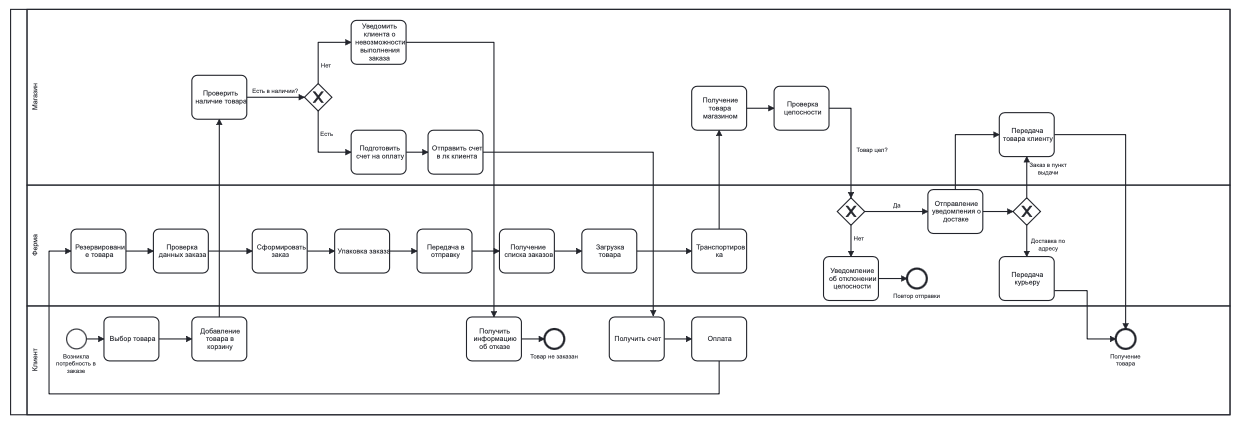 Магазин
Уведомить
клиента о
невозможности
выполнения
заказа
Нет
Проверить
наличие товара
Есть в наличии?
Есть
Подготовить
счет на оплату
Отправить счет
в лк клиента
Получение
товара
магазином
Проверка
целосности
Товар цел?
Передача
товара клиенту
Заказ в пункт
выдачи
Ферма
Резервировани
е товара
Проверка
данных заказа
Сформировать
заказ
Упаковка заказа
Передача в
отправку
Получение
списка заказов
Загрузка
товара
Транспортиров
ка
Да
Отправление
уведомления о
достаке
Нет
Уведомление
об отклонении
целосности
Повтор отправки
Доставка по
адресу
Передача
курьеру
Клиент
Возникла
потребность в
заказе
Выбор товара
Добавление
товара в
корзину
Получить
информацию
об отказе
Товар не заказан
Получить счет
Оплата
Получение
товара